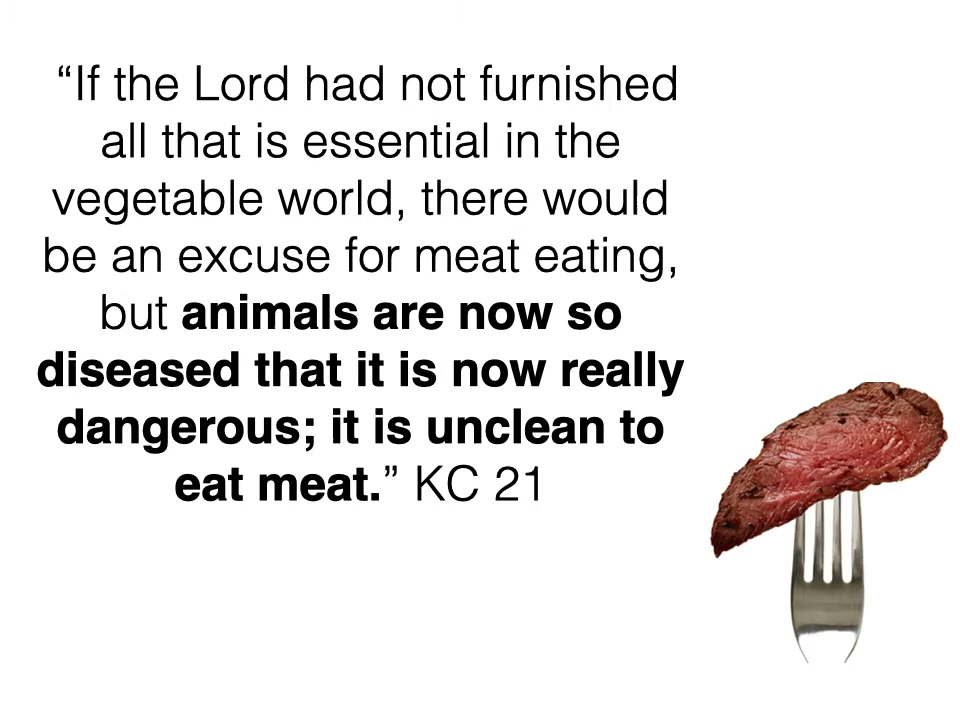 “If the Lord had not furnished
all that is essential in the
vegetable world, there would
be an excuse for meat eating,
but animals are now so
diseased that it is now really
dangerous; it is unclean to
eat meat.” KC 21